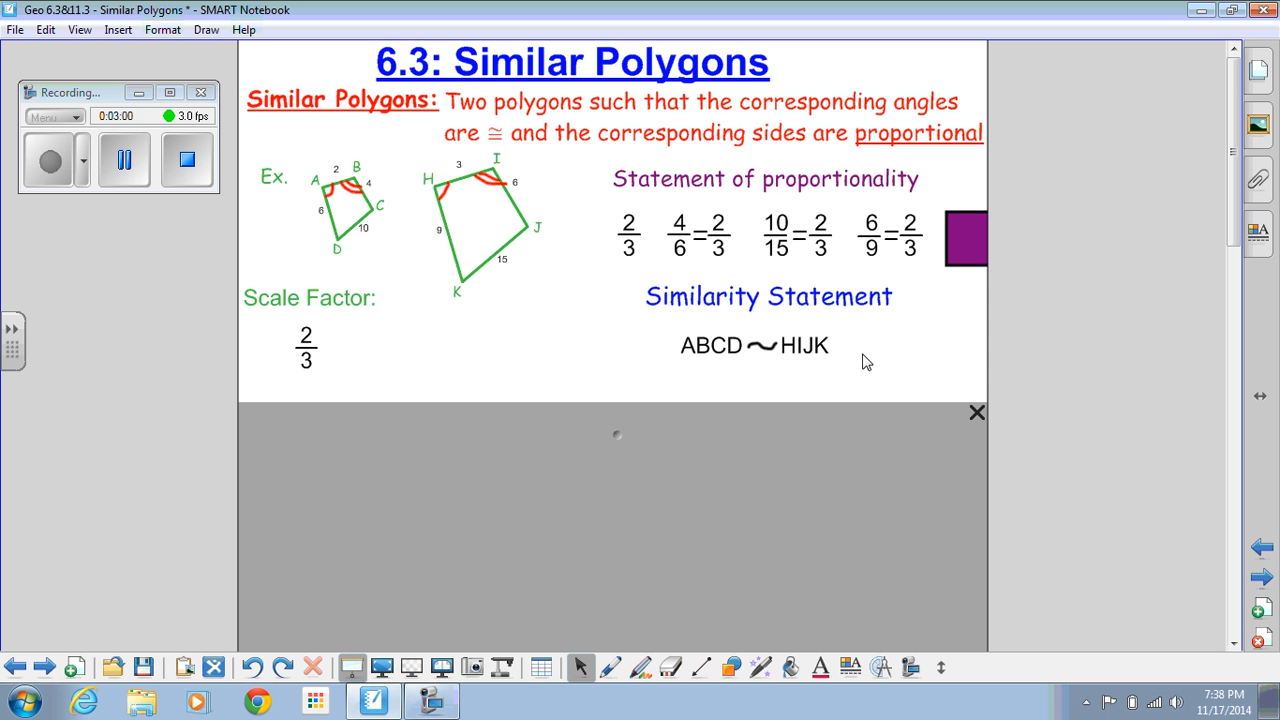 Geo 6.3&11.3 - Similar Polygons * - SMART Notebook
File Edit View Insert Format Draw Help
Recording...
Menu 0:03:00 3.0 fps
6.3: Similar Polygons
Similar Polygons: Two polygons such that the corresponding angles
are ≅ and the corresponding sides are proportional
Ex.
A 2 B 4 C 10 D 6
H 3 I 6 J 15 K 9
Statement of proportionality
2/3 4/6=2/3 10/15=2/3 6/9=2/3
Scale Factor:
2/3
Similarity Statement
ABCD ~ HIJK
7:38 PM
11/17/2014